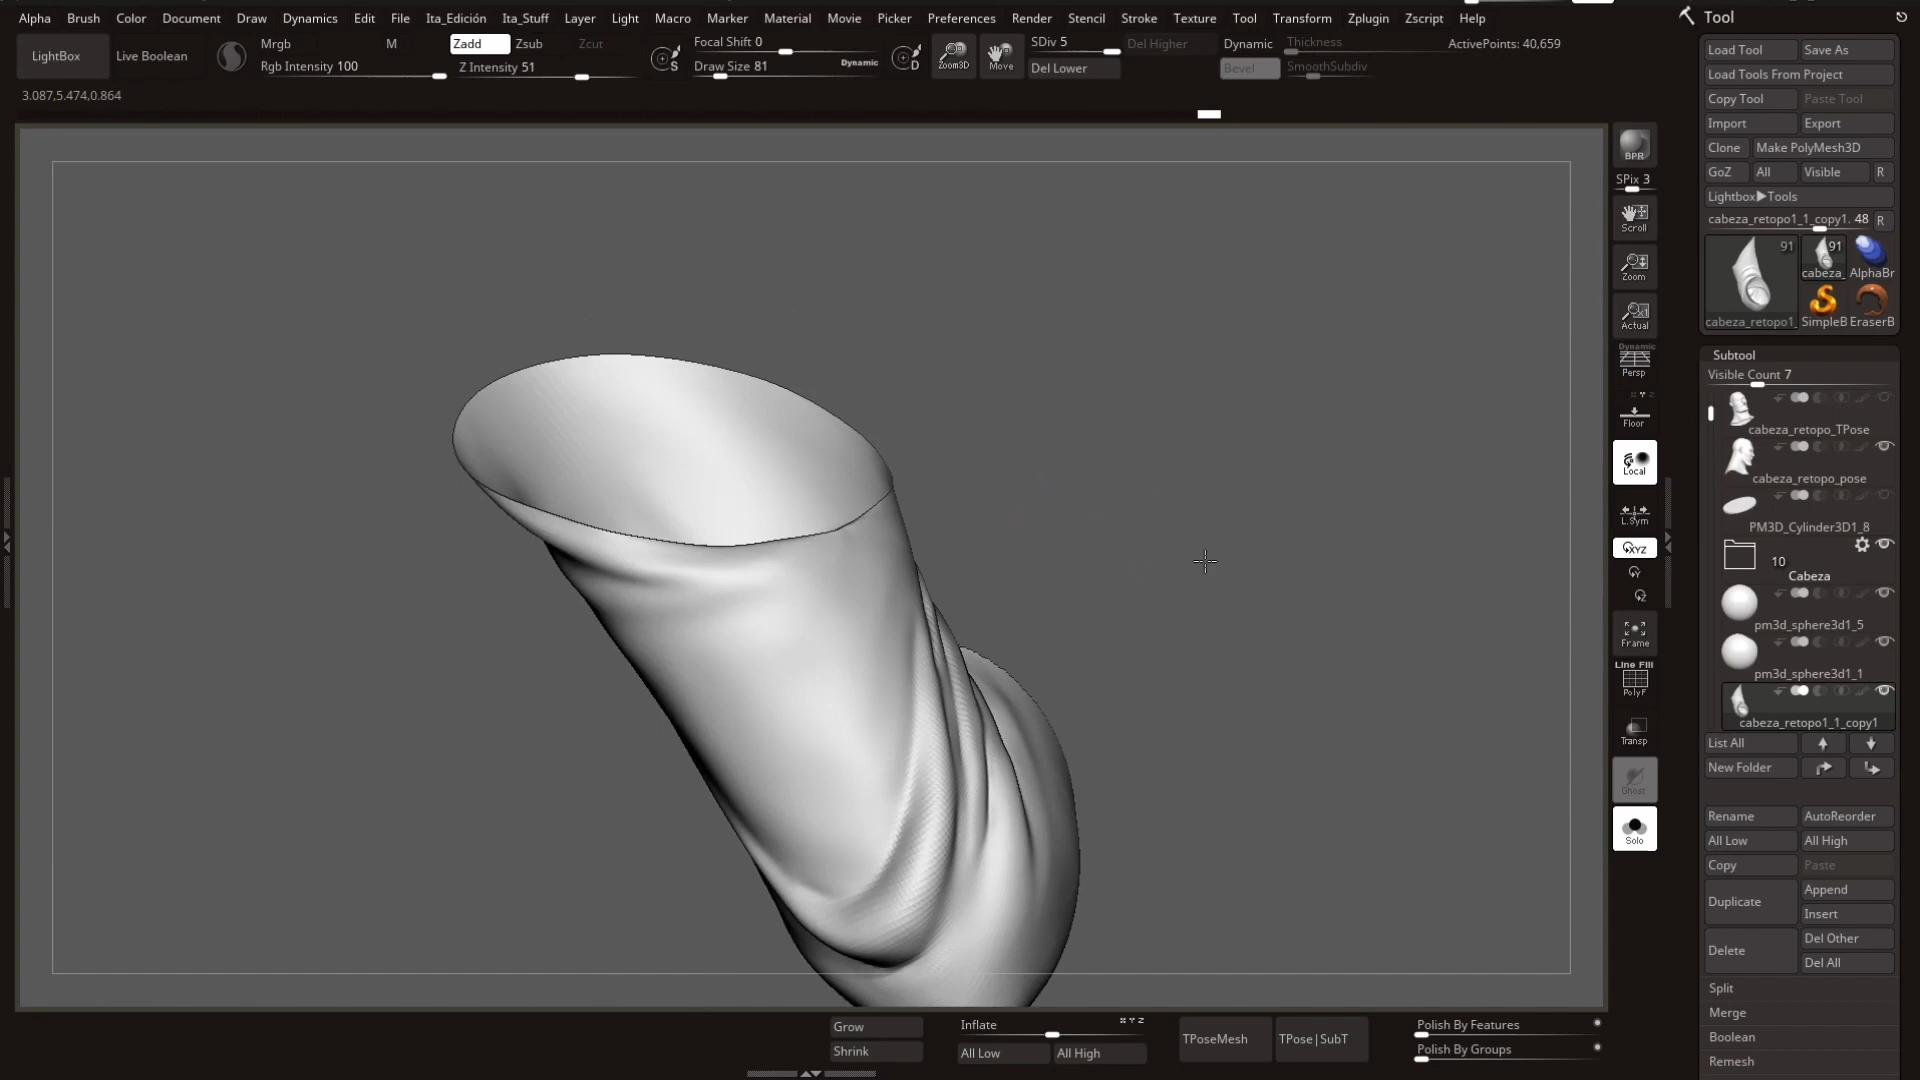 Alpha Brush Color Document Draw Dynamics Edit File Ita_Edición Ita_Stuff Layer Light Macro Marker Material Movie Picker Preferences Render Stencil Stroke Texture Tool Transform Zplugin Zscript Help
LightBox
Live Boolean
Mrgb
M
Rgb Intensity 100
Zadd
Zsub
Zcut
Z Intensity 51
S
Focal Shift 0
Draw Size 81
Dynamic
D
Zoom3D
Move
SDiv 5
Del Lower
Del Higher
Dynamic
Bevel
Thickness
SmoothSubdiv
ActivePoints: 40,659
3.087,5.474,0.864
BPR
SPix 3
Scroll
Zoom
Actual
Dynamic
Persp
Floor
Local
L.Sym
XYZ
Y
Z
Frame
Line Fill
PolyF
Transp
Ghost
Solo
Tool
Load Tool
Save As
Load Tools From Project
Copy Tool
Paste Tool
Import
Export
Clone
Make PolyMesh3D
GoZ
All
Visible
R
Lightbox▶Tools
cabeza_retopo1_1_copy1. 48
R
91
91
cabeza_
AlphaBr
cabeza_retopo1_
SimpleB
EraserB
Subtool
Visible Count 7
cabeza_retopo_TPose
cabeza_retopo_pose
PM3D_Cylinder3D1_8
10
Cabeza
pm3d_sphere3d1_5
pm3d_sphere3d1_1
cabeza_retopo1_1_copy1
List All
New Folder
Rename
AutoReorder
All Low
All High
Copy
Paste
Duplicate
Append
Insert
Delete
Del Other
Del All
Split
Merge
Boolean
Remesh
Grow
Shrink
Inflate
X Y Z
All Low
All High
TPoseMesh
TPose|SubT
Polish By Features
Polish By Groups